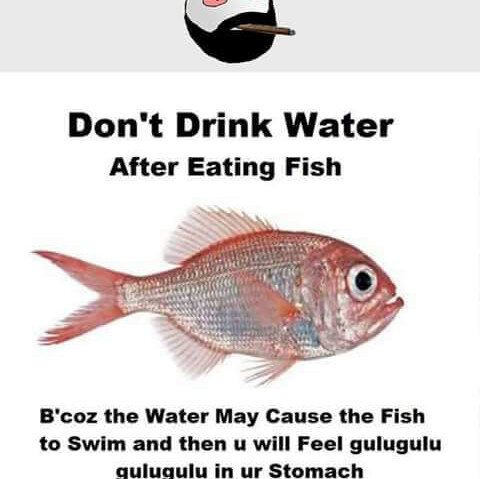 Don't Drink Water
After Eating Fish
B'coz the Water May Cause the Fish
to Swim and then u will Feel gulugulu
gulugulu in ur Stomach